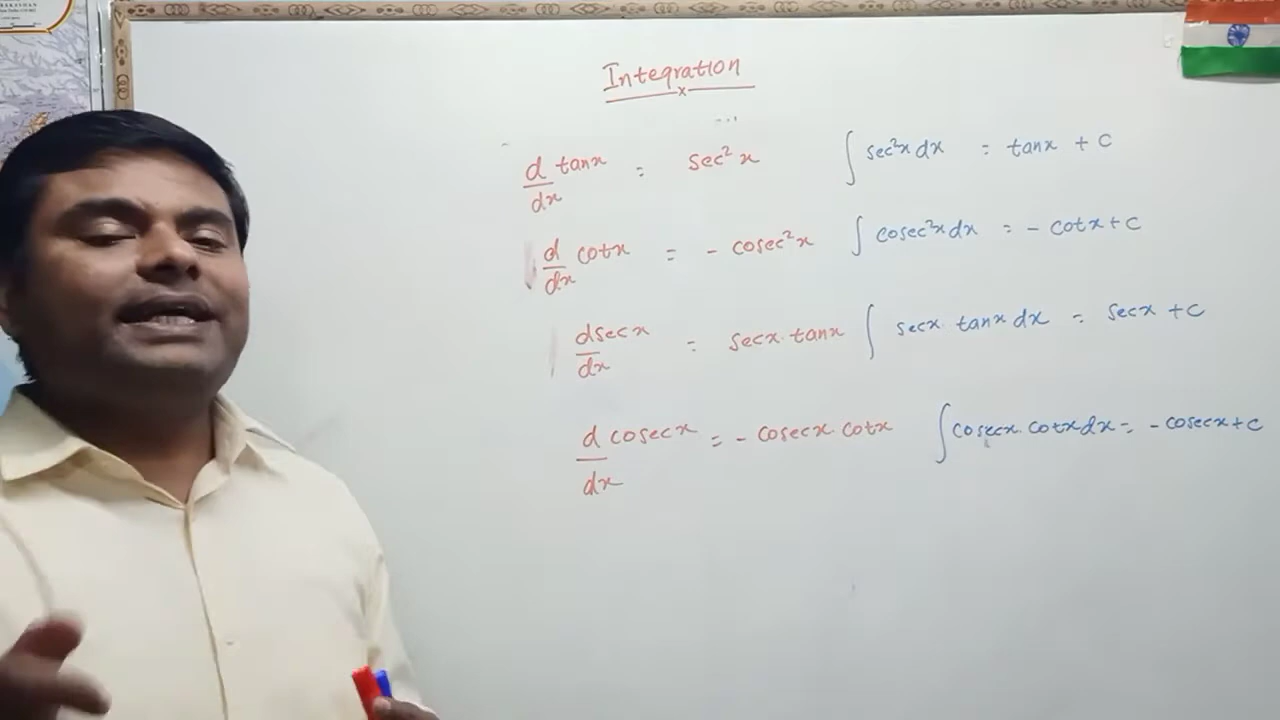 Integration
d/dx tanx = sec²x ∫ sec²x dx = tanx + c
d/dx cotx = - cosec²x ∫ cosec²x dx = - cotx + c
dsecx/dx = secx. tanx ∫ secx. tanx dx = secx + c
d/dx cosecx = - cosecx. cotx ∫ cosecx. cotx dx = - cosecx + c